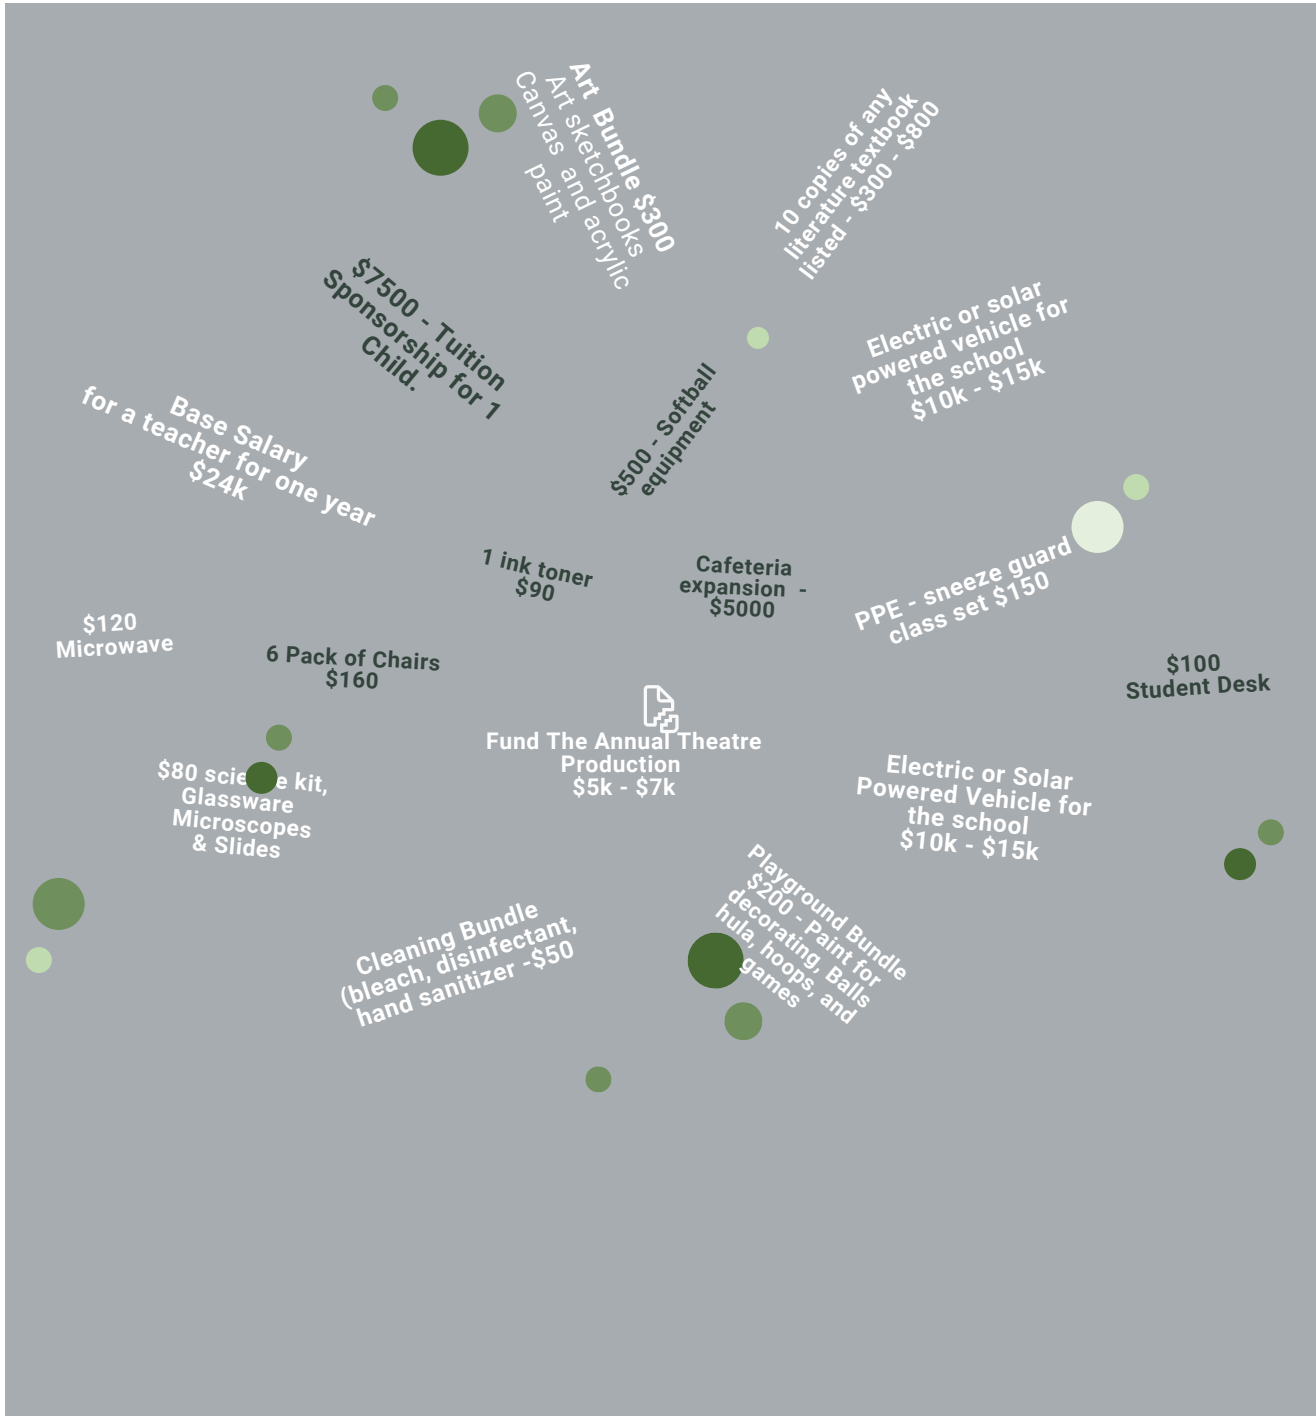 Art Bundle $300
Art sketchbooks
Canvas and acrylic
paint
10 copies of any
literature textbook
listed - $300 - $800
$7500 - Tuition
Sponsorship for 1
Child.
Electric or solar
powered vehicle for
the school
$10k - $15k
$500 - Softball
equipment
Base Salary
for a teacher for one year
$24k
1 ink toner
$90
Cafeteria
expansion -
$5000
PPE - sneeze guard
class set $150
$120
Microwave
6 Pack of Chairs
$160
$100
Student Desk
Fund The Annual Theatre
Production
$5k - $7k
$80 kit,
Glassware
Microscopes
& Slides
Electric or Solar
Powered Vehicle for
the school
$10k - $15k
Playground Bundle
$200 - Paint for
decorating, Balls
hula, hoops, and
games
Cleaning Bundle
(bleach, disinfectant,
hand sanitizer -$50